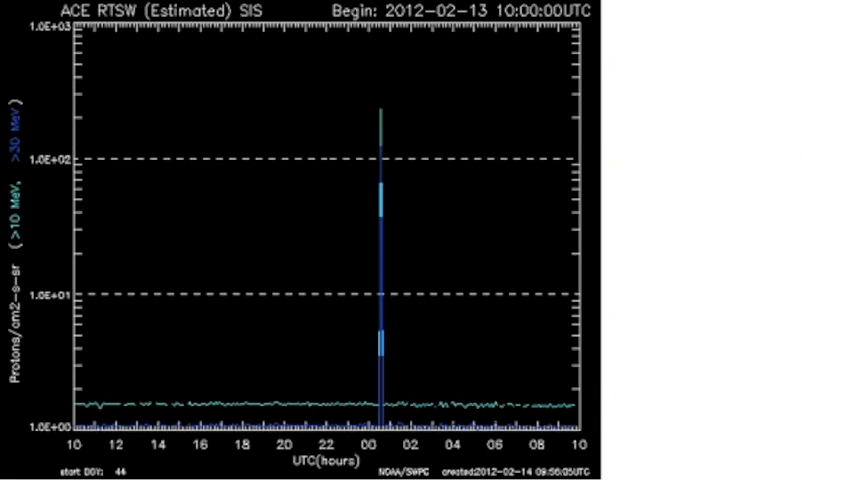 ACE RTSW (Estimated) SIS Begin: 2012-02-13 10:00:00UTC
1.0E+03
1.0E+02
1.0E+01
1.0E+00
Protons/cm2-s-sr (>10 MeV, >30 MeV)
10 12 14 16 18 20 22 00 02 04 06 08 10
UTC(hours)
start DOY: 44 NOAA/SWPC created:2012-02-14 09:56:05UTC